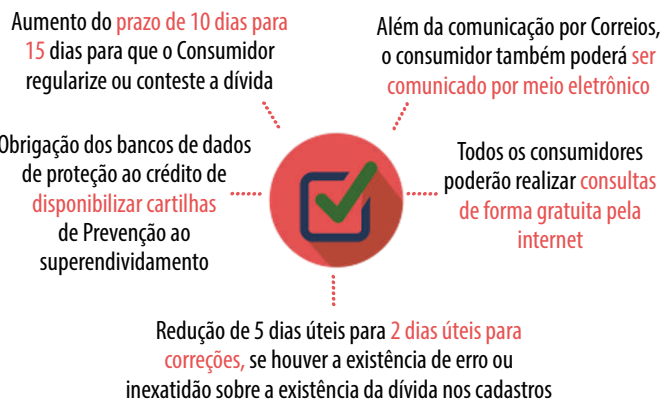 Aumento do prazo de 10 dias para
15 dias para que o Consumidor
regularize ou conteste a dívida
Além da comunicação por Correios,
o consumidor também poderá ser
comunicado por meio eletrônico
Obrigação dos bancos de dados
de proteção ao crédito de
disponibilizar cartilhas
de Prevenção ao
superendividamento
Todos os consumidores
poderão realizar consultas
de forma gratuita pela
internet
Redução de 5 dias úteis para 2 dias úteis para
correções, se houver a existência de erro ou
inexatidão sobre a existência da dívida nos cadastros